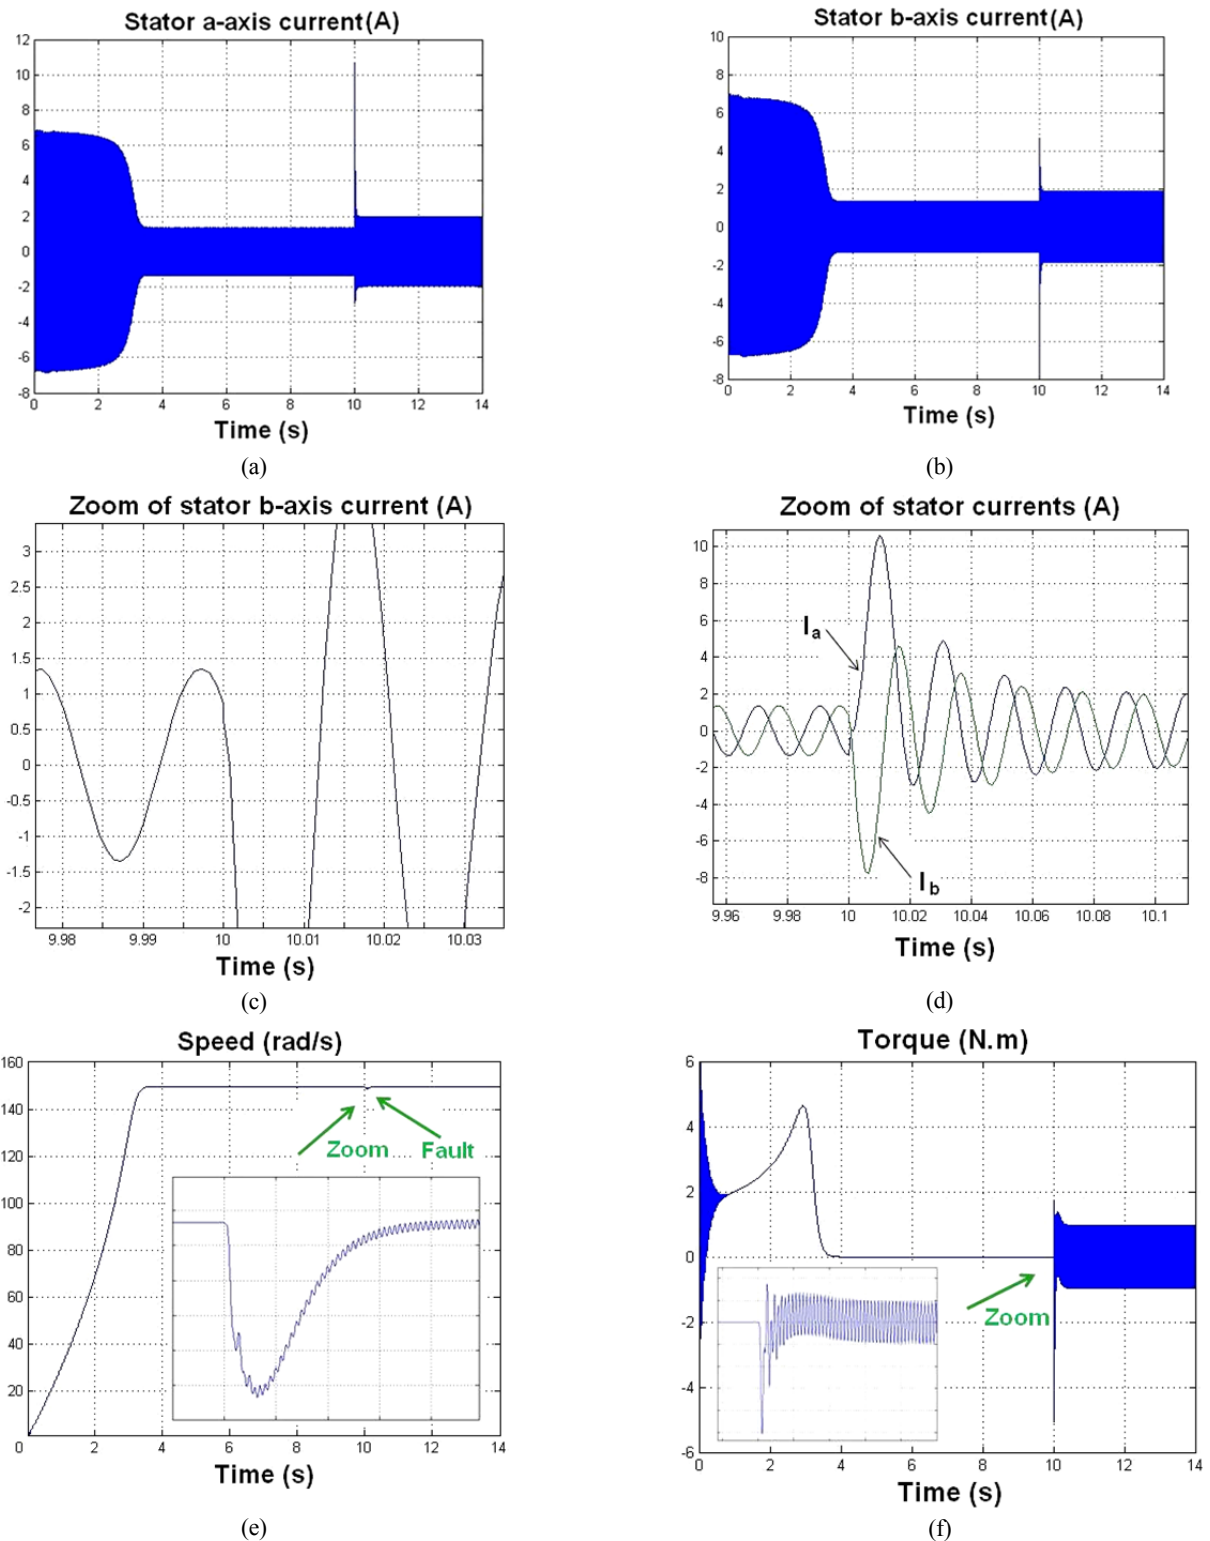 Stator a-axis current(A)
12
10
8
6
4
2
0
-2
-4
-6
-8
0 2 4 6 8 10 12 14
Time (s)
(a)
Stator b-axis current(A)
10
8
6
4
2
0
-2
-4
-6
-8
0 2 4 6 8 10 12 14
Time (s)
(b)
Zoom of stator b-axis current (A)
3
2.5
2
1.5
1
0.5
0
-0.5
-1
-1.5
-2
9.98 9.99 10 10.01 10.02 10.03
Time (s)
(c)
Zoom of stator currents (A)
10
8
6
4
2
0
-2
-4
-6
-8
Ia
Ib
9.96 9.98 10 10.02 10.04 10.06 10.08 10.1
Time (s)
(d)
Speed (rad/s)
160
140
120
100
80
60
40
20
0
Zoom Fault
2 4 6 8 10 12 14
Time (s)
(e)
Torque (N.m)
6
4
2
0
-2
-4
-6
Zoom
0 2 4 6 8 10 12 14
Time (s)
(f)